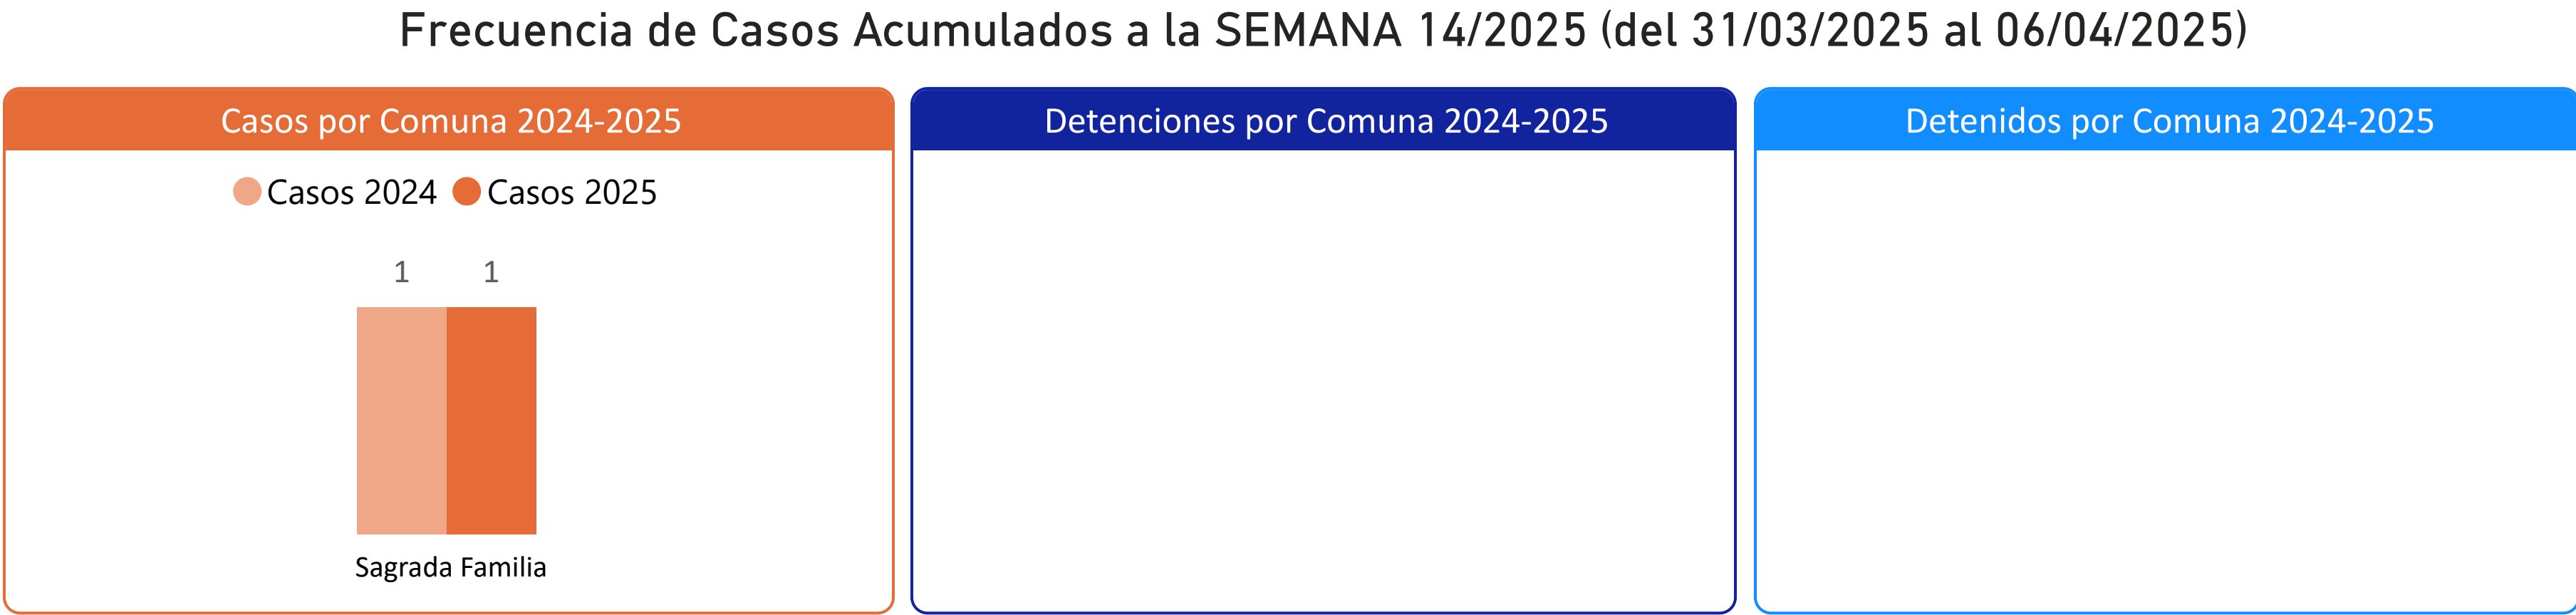 Frecuencia de Casos Acumulados a la SEMANA 14/2025 (del 31/03/2025 al 06/04/2025)
Casos por Comuna 2024-2025
Casos 2024 Casos 2025
1 1
Sagrada Familia
Detenciones por Comuna 2024-2025
Detenidos por Comuna 2024-2025